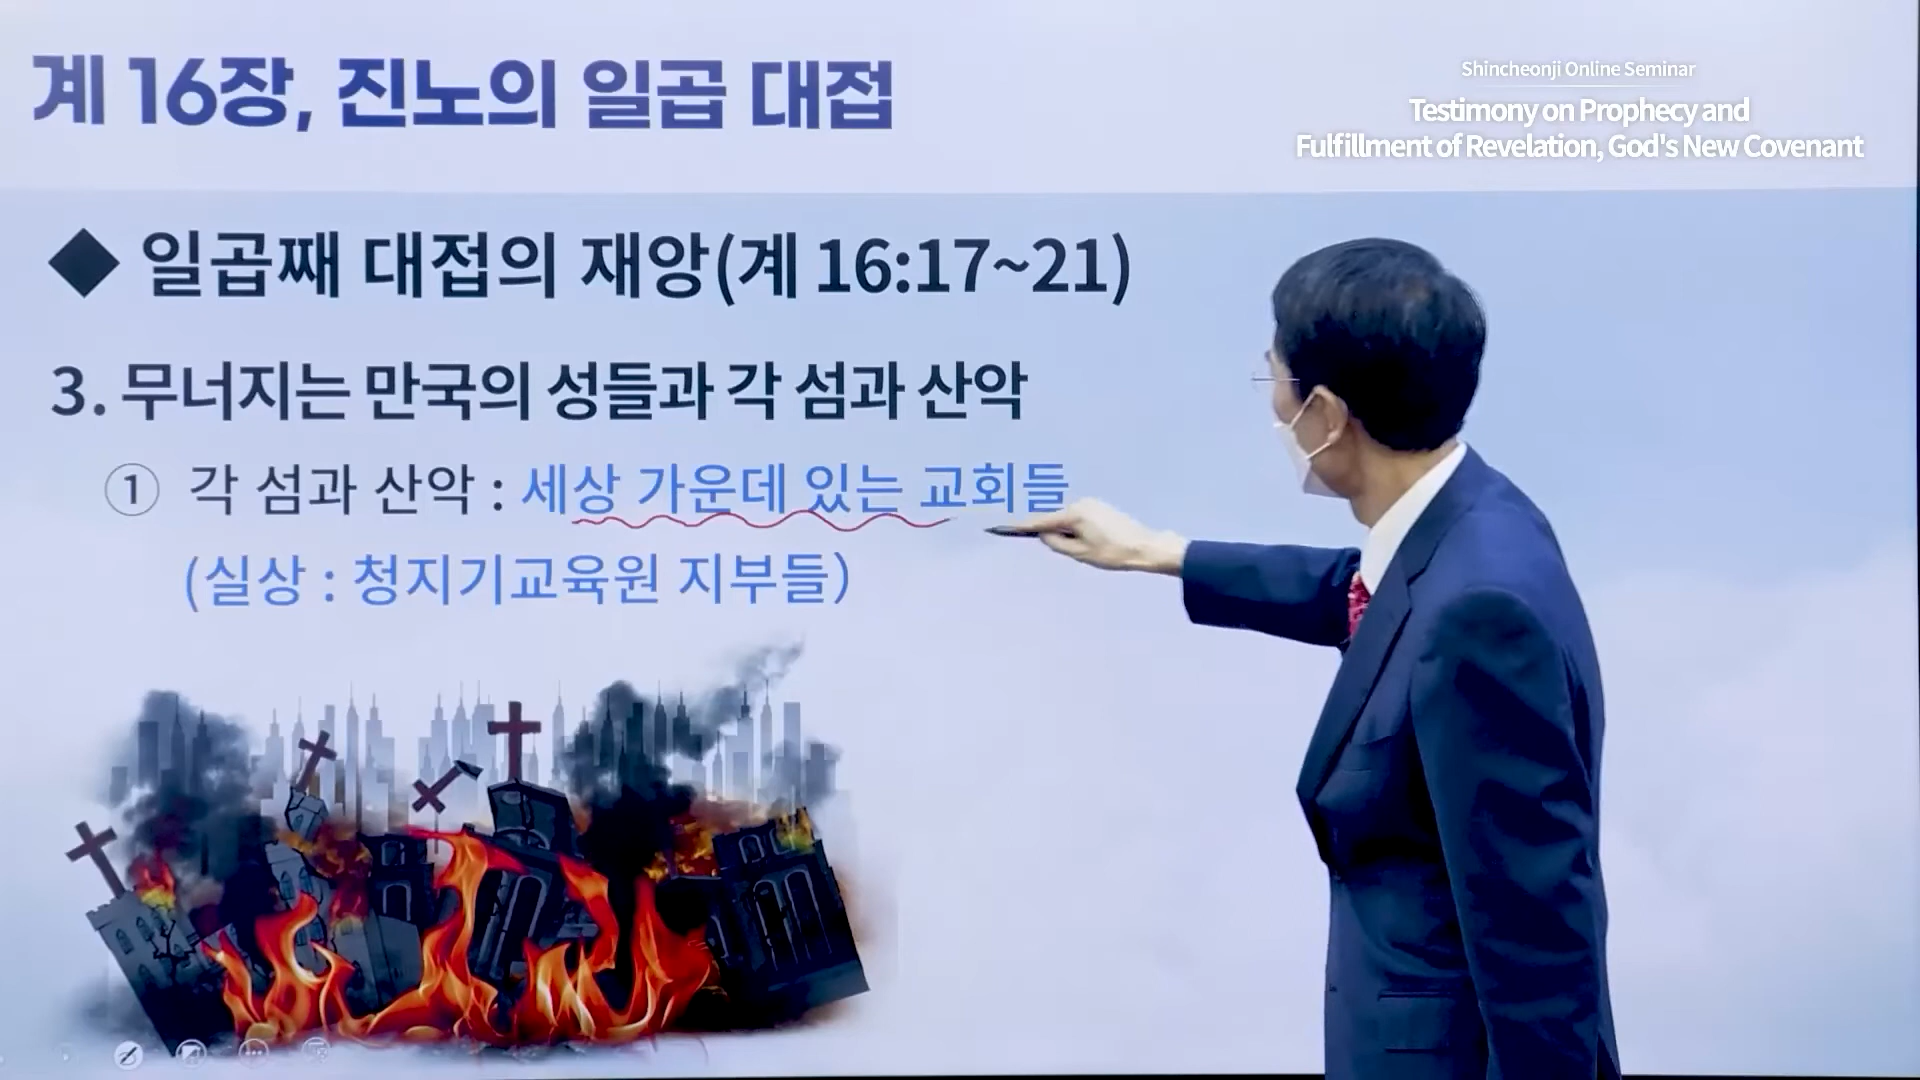 계 16장, 진노의 일곱 대접
Shincheonji Online Seminar
Testimony on Prophecy and
Fulfillment of Revelation, God's New Covenant
◆ 일곱째 대접의 재앙(계 16:17~21)
3. 무너지는 만국의 성들과 각 섬과 산악
① 각 섬과 산악 : 세상 가운데 있는 교회들
(실상 : 청지기교육원 지부들)